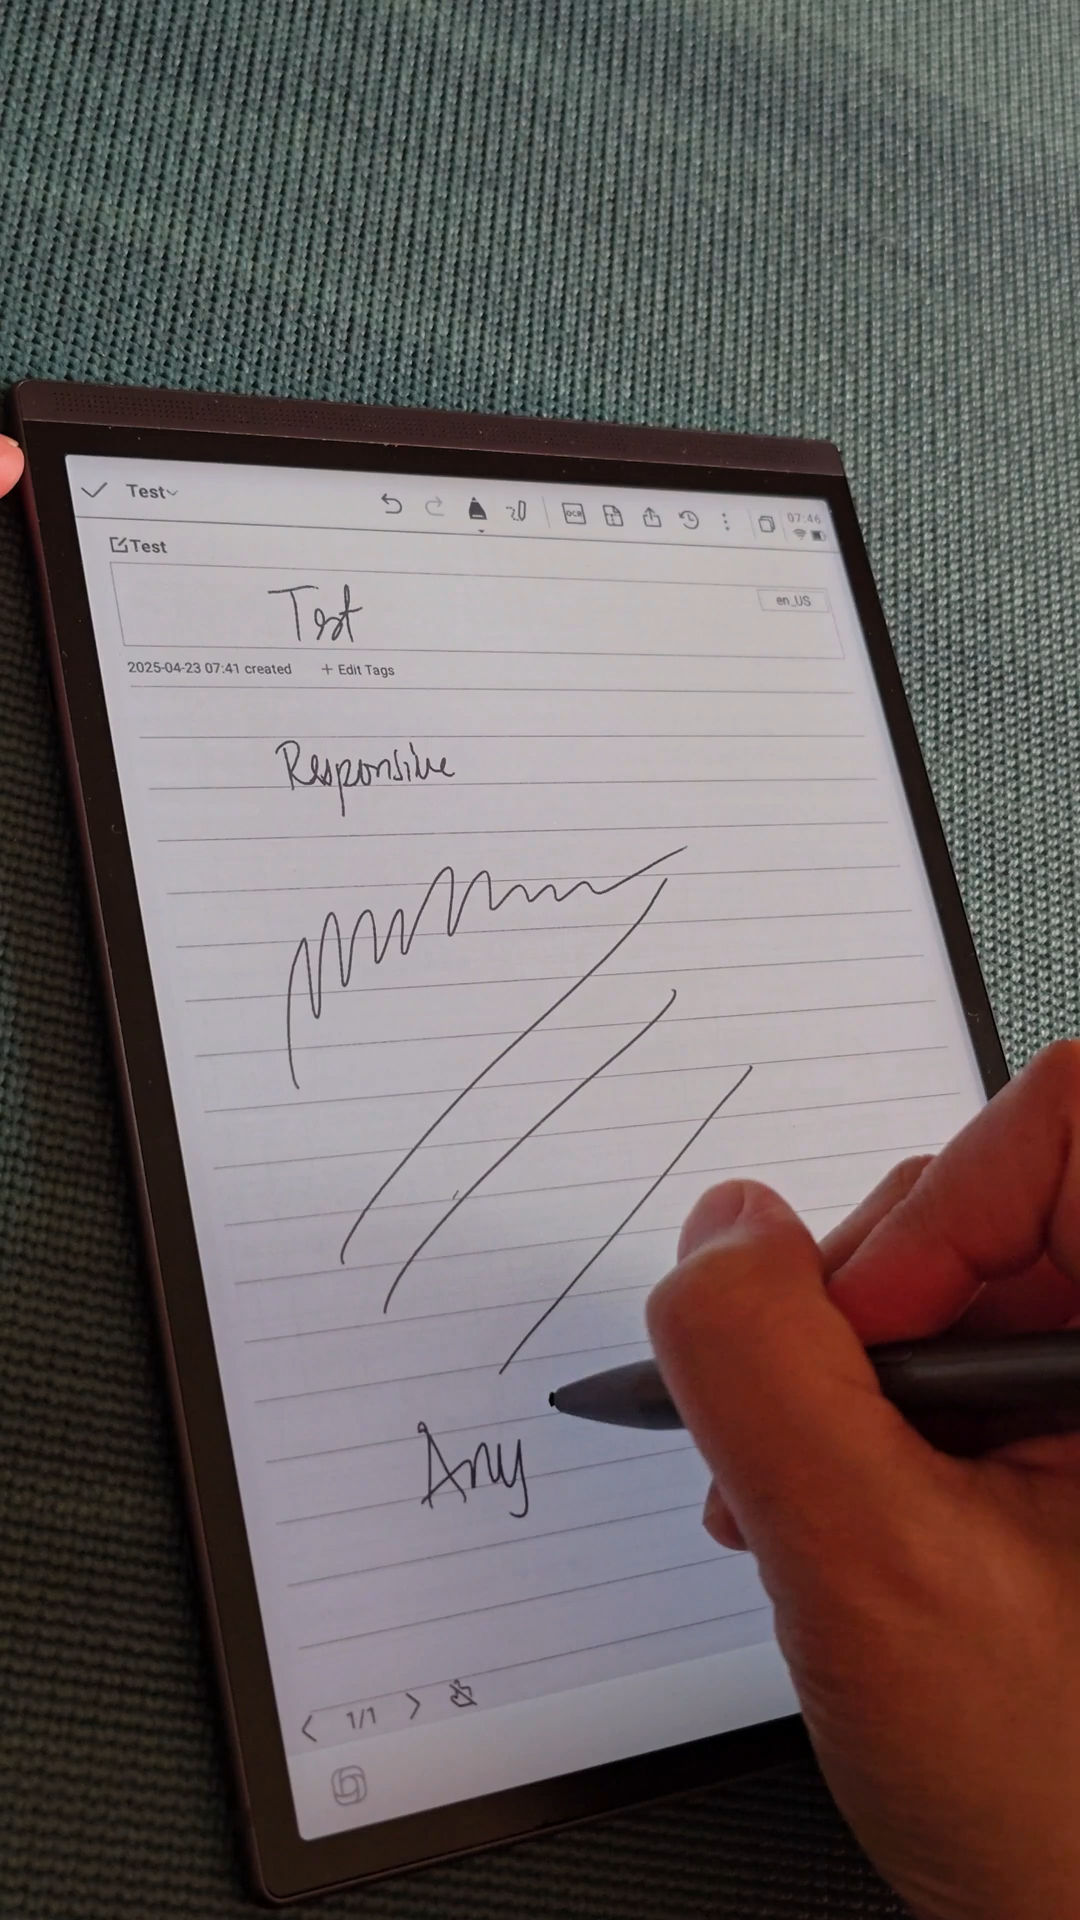 Test
07:46
Test
Test
en_US
2025-04-23 07:41 created + Edit Tags
Responsive
Any
1/1